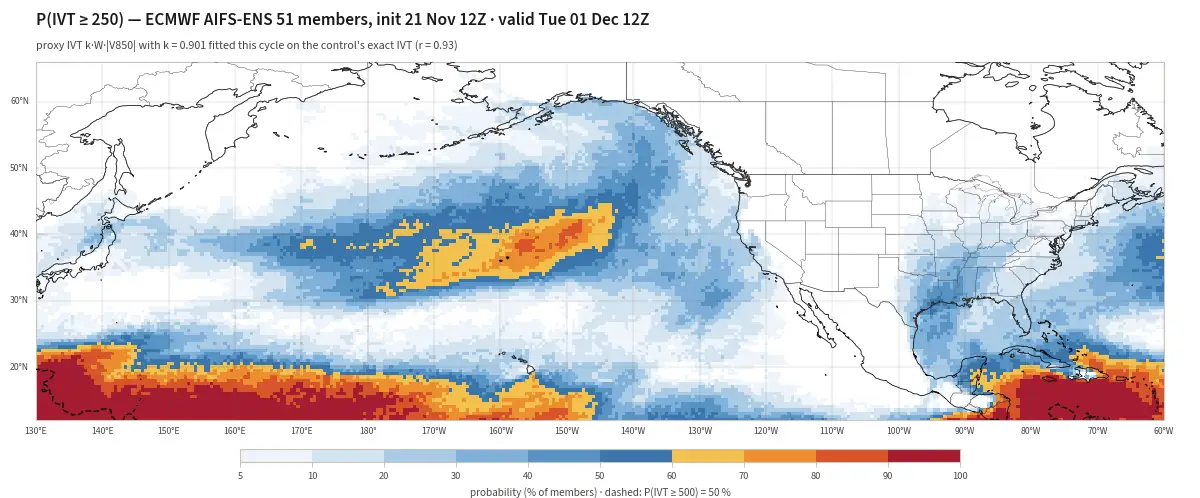 P(IVT ≥ 250) — ECMWF AIFS-ENS 51 members, init 21 Nov 12Z · valid Tue 01 Dec 12Z
proxy IVT k·W·|V850| with k = 0.901 fitted this cycle on the control's exact IVT (r = 0.93)
60°N
50°N
40°N
30°N
20°N
130°E 140°E 150°E 160°E 170°E 180° 170°W 160°W 150°W 140°W 130°W 120°W 110°W 100°W 90°W 80°W 70°W 60°W
5 10 20 30 40 50 60 70 80 90 100
probability (% of members) · dashed: P(IVT ≥ 500) = 50 %